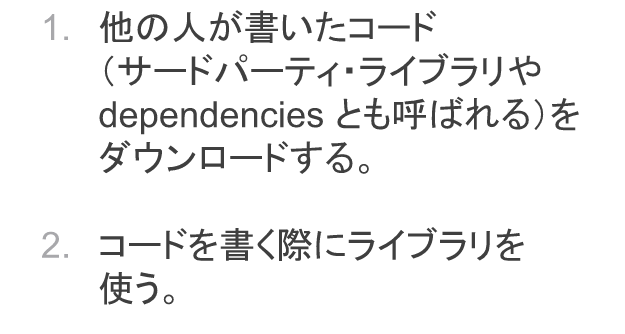 1. 他の人が書いたコード
（サードパーティ・ライブラリや
dependencies とも呼ばれる）を
ダウンロードする。
2. コードを書く際にライブラリを
使う。